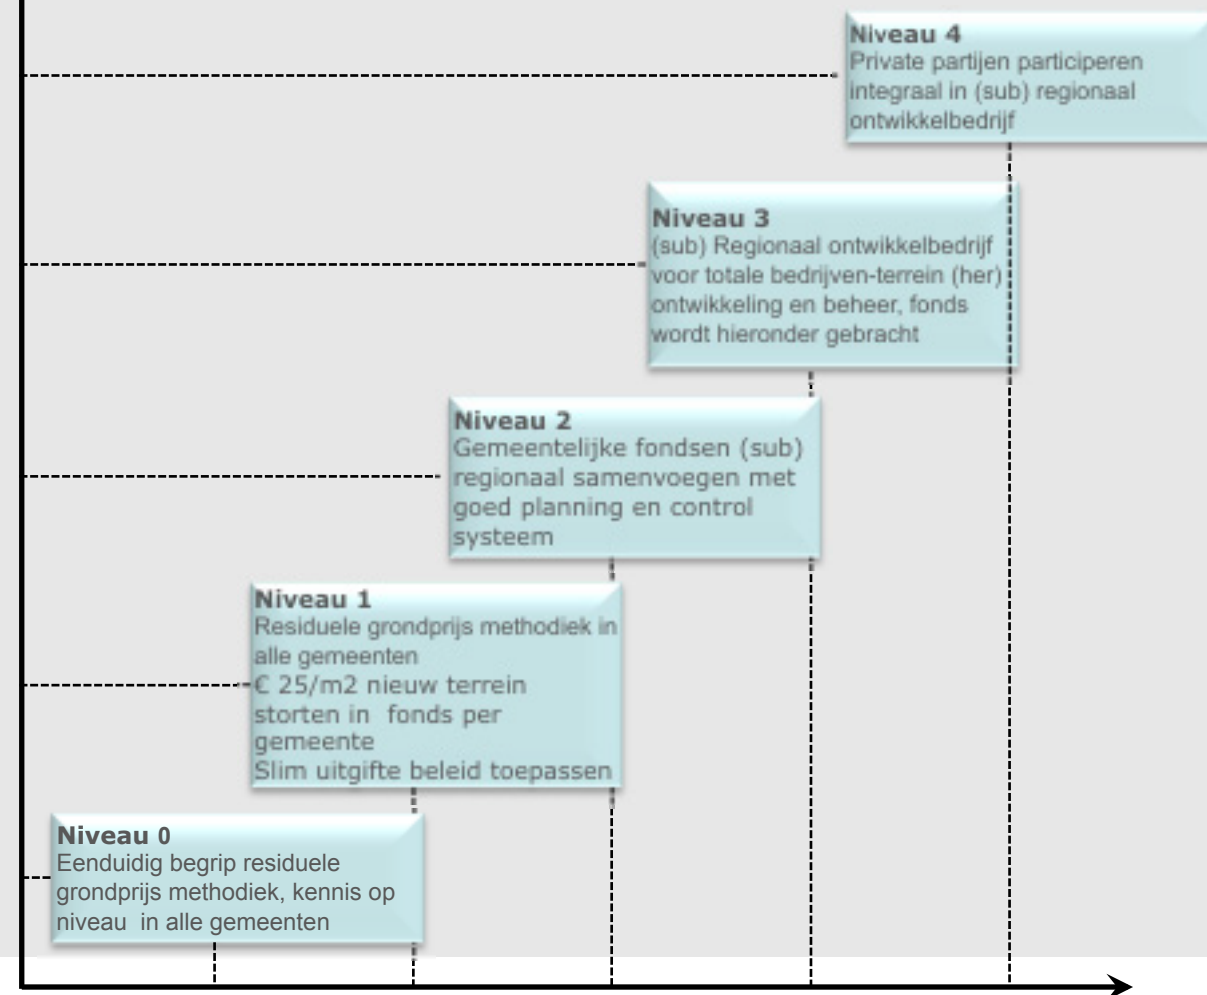 Niveau 4
Private partijen participeren
integraal in (sub) regionaal
ontwikkelbedrijf
Niveau 3
(sub) Regionaal ontwikkelbedrijf
voor totale bedrijven-terrein (her)
ontwikkeling en beheer, fonds
wordt hieronder gebracht
Niveau 2
Gemeentelijke fondsen (sub)
regionaal samenvoegen met
goed planning en control
systeem
Niveau 1
Residuele grondprijs methodiek in
alle gemeenten
€ 25/m2 nieuw terrein
storten in  fonds per
gemeente
Slim uitgifte beleid toepassen
Niveau 0
Eenduidig begrip residuele
grondprijs methodiek, kennis op
niveau  in alle gemeenten